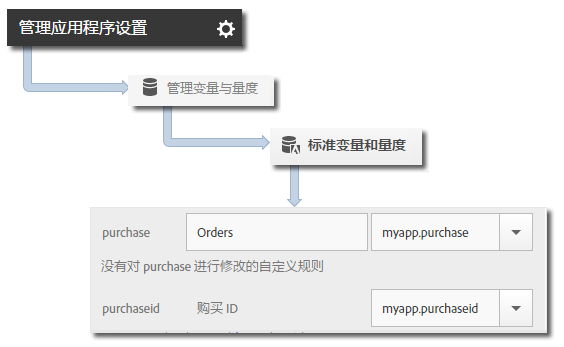 管理应用程序设置
管理变量与量度
标准变量和量度
purchase Orders myapp.purchase
没有对 purchase 进行修改的自定义规则
purchaseid 购买 ID myapp.purchaseid